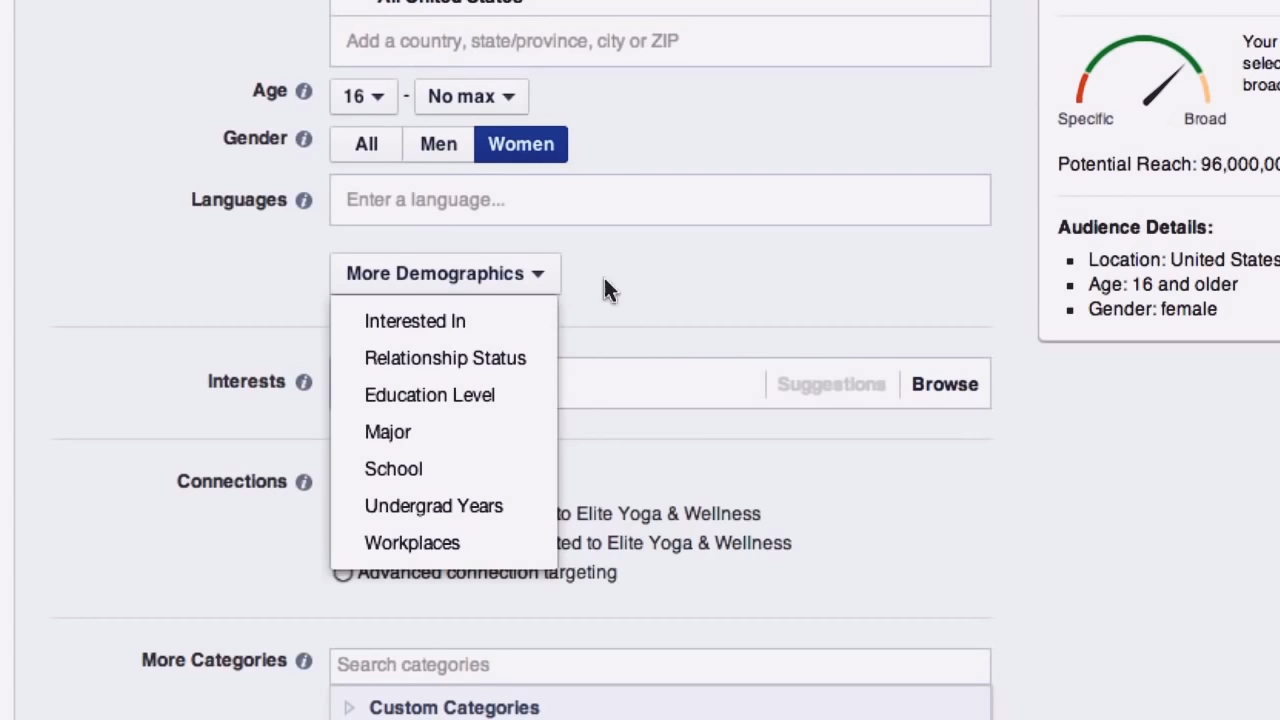 All United States
Add a country, state/province, city or ZIP
Age
16 - No max
Gender
All Men Women
Languages
Enter a language...
More Demographics
Interested In
Relationship Status
Education Level
Major
School
Undergrad Years
Workplaces
Interests
Suggestions Browse
Connections
to Elite Yoga & Wellness
ted to Elite Yoga & Wellness
Advanced connection targeting
More Categories
Search categories
Custom Categories
Your
selec
broad
Specific Broad
Potential Reach: 96,000,00
Audience Details:
Location: United States
Age: 16 and older
Gender: female